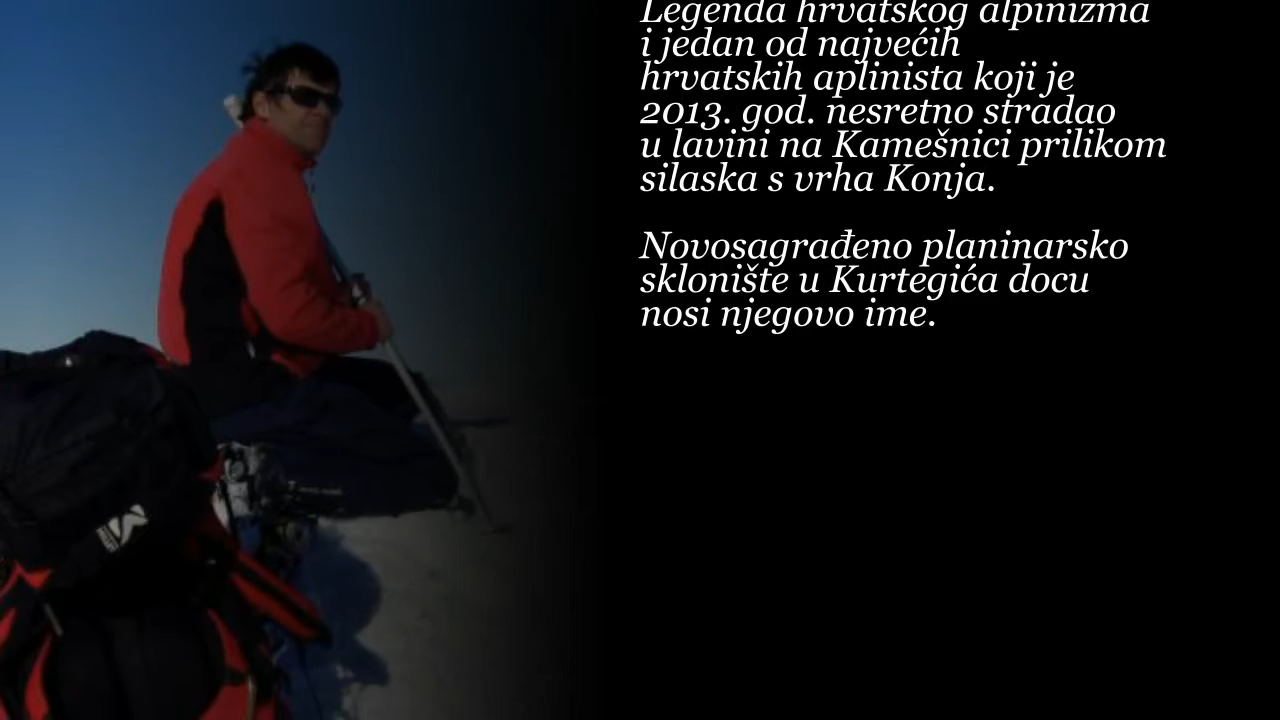 Legenda hrvatskog alpinizma
i jedan od najvećih
hrvatskih aplinista koji je
2013. god. nesretno stradao
u lavini na Kamešnici prilikom
silaska s vrha Konja.
Novosagrađeno planinarsko
sklonište u Kurtegića docu
nosi njegovo ime.